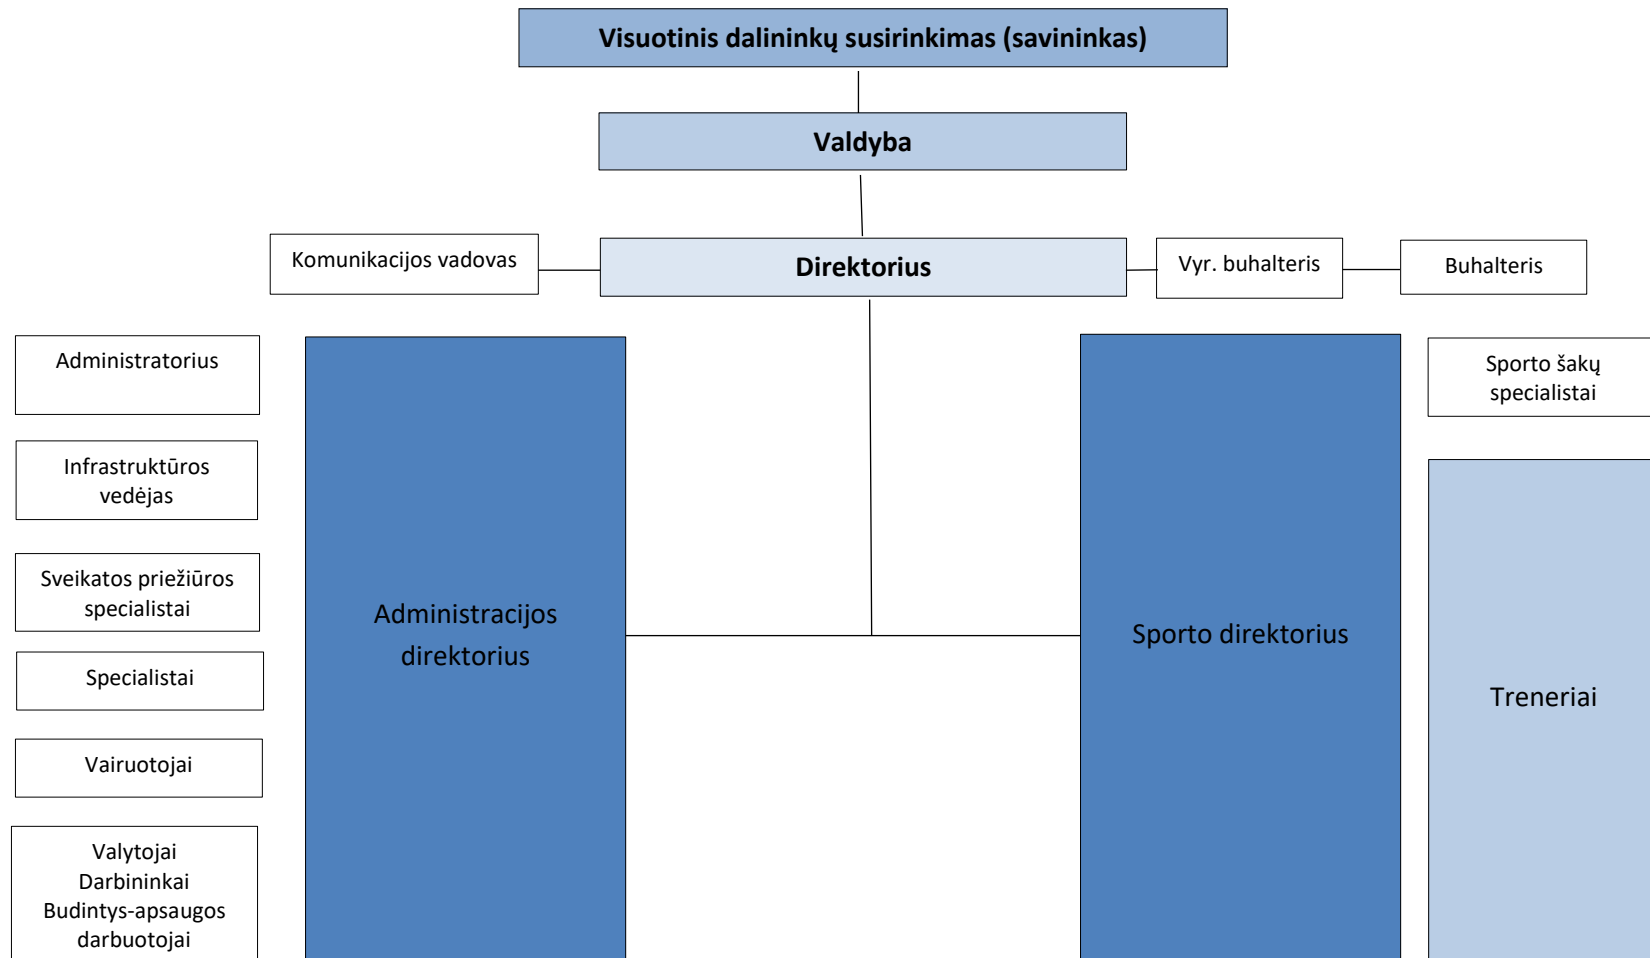 Visuotinis dalininkų susirinkimas (savininkas)
Valdyba
Komunikacijos vadovas
Direktorius
Vyr. buhalteris
Buhalteris
Administratorius
Infrastruktūros
vedėjas
Sveikatos priežiūros
specialistai
Specialistai
Vairuotojai
Valytojai
Darbininkai
Budintys-apsaugos
darbuotojai
Administracijos
direktorius
Sporto direktorius
Sporto šakų
specialistai
Treneriai